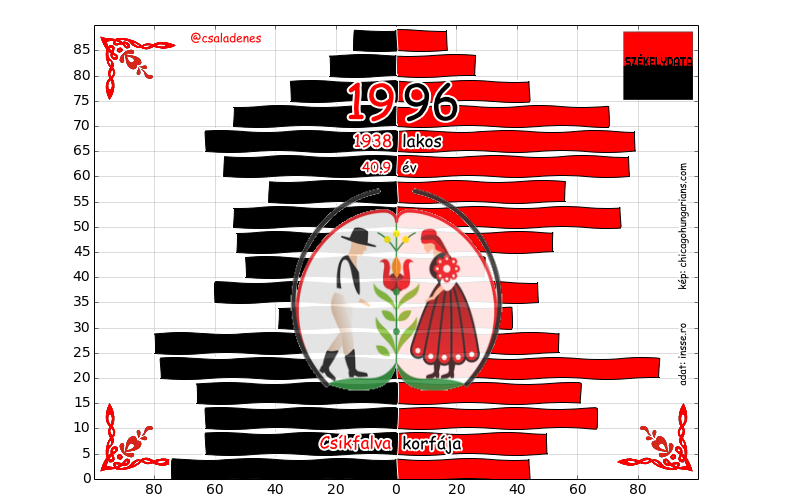 @csaladenes
SZÉKELYDATA
1996
1938 lakos
40.9 év
kép: chicagohungarians.com
adat: insse.ro
Csíkfalva korfája
85
80
75
70
65
60
55
50
45
40
35
30
25
20
15
10
5
0
80 60 40 20 0 20 40 60 80